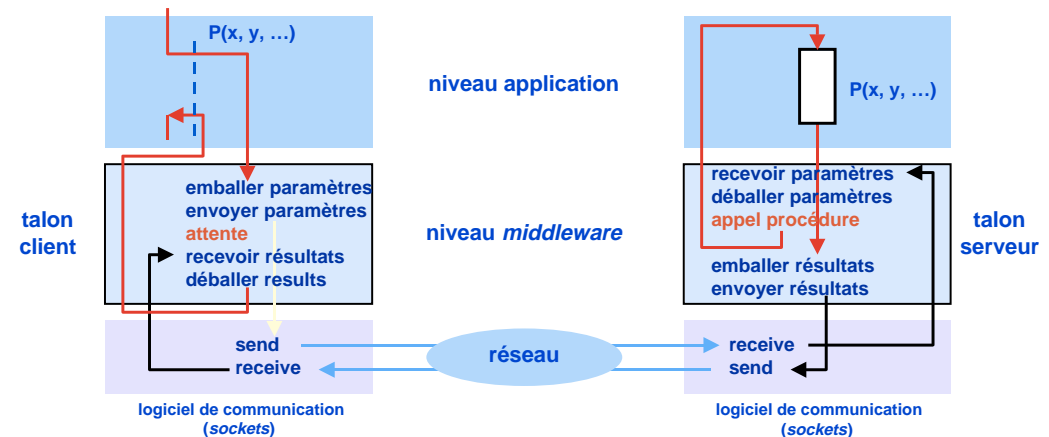 P(x, y, …)
niveau application
P(x, y, …)
talon
client
emballer paramètres
envoyer paramètres
attente
recevoir résultats
déballer results
niveau middleware
recevoir paramètres
déballer paramètres
appel procédure
emballer résultats
envoyer résultats
talon
serveur
send
receive
réseau
receive
send
logiciel de communication
(sockets)
logiciel de communication
(sockets)